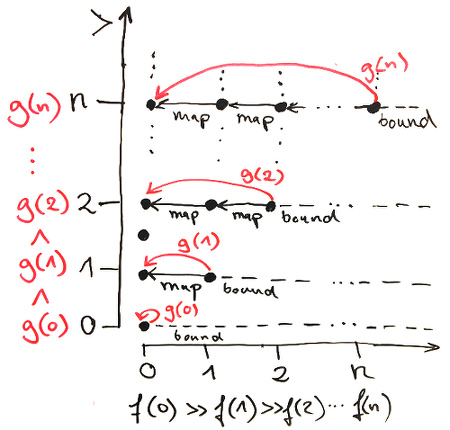 >
g(n) n map map ... bound g(n)
⋮
g(2) 2 map map bound ... g(2)
^
g(1) 1 map bound ... g(1)
^
g(0) 0 bound ... g(0)
0 1 2 n
f(0) >> f(1) >> f(2) ... f(n)